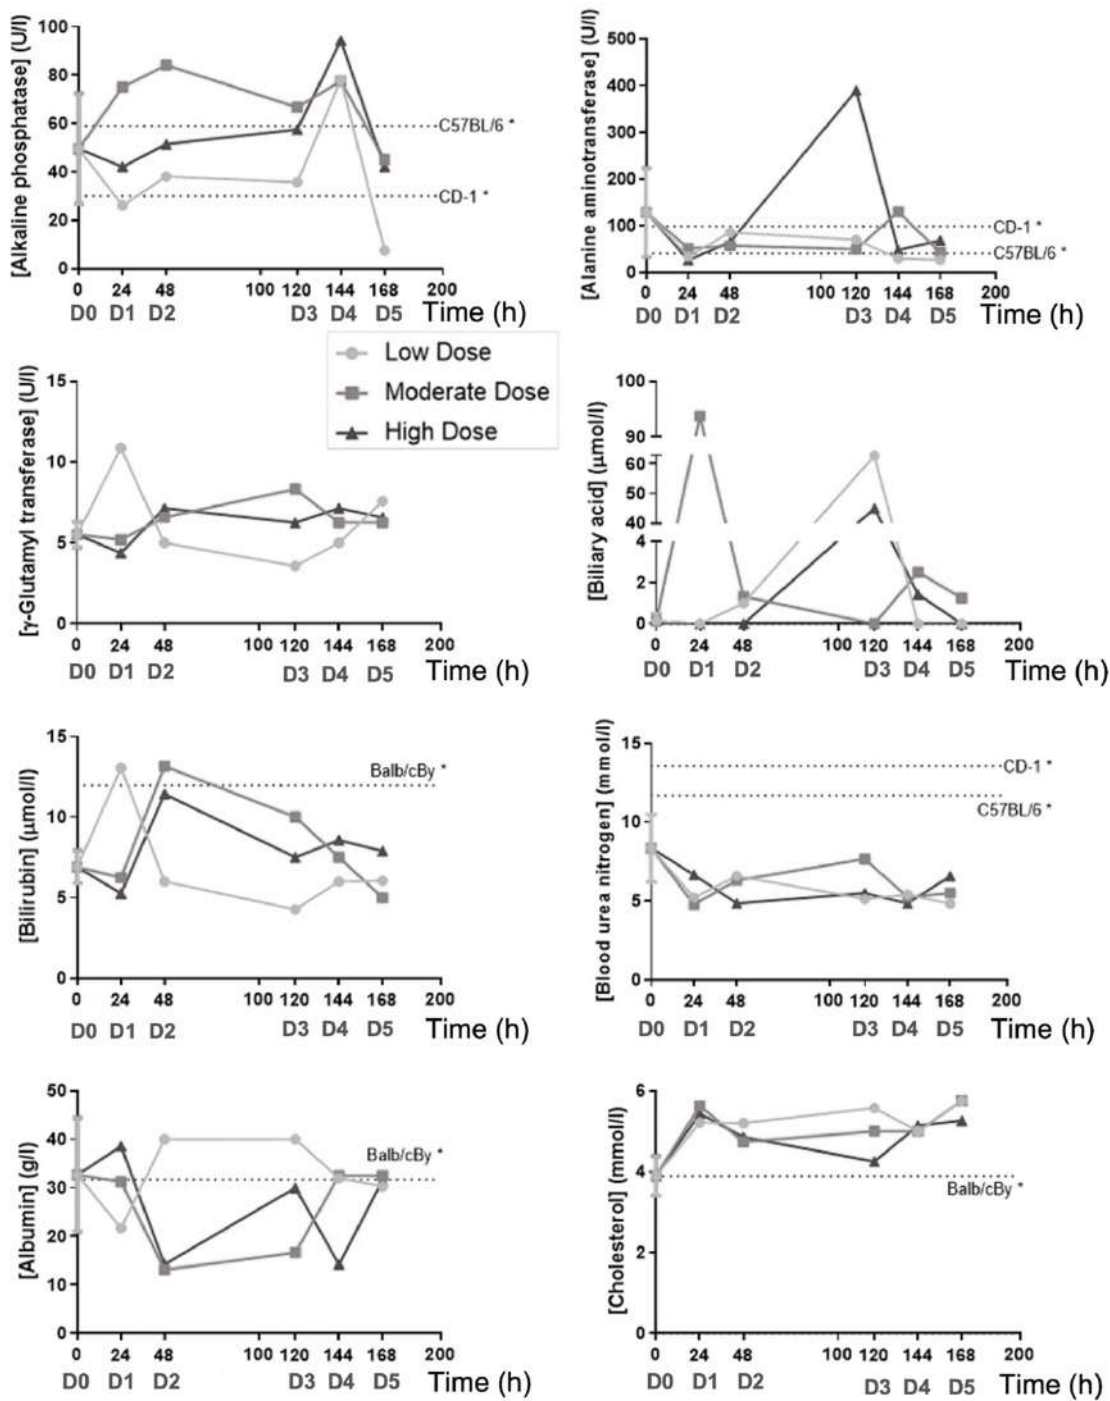 [Alkaline phosphatase] (U/l)
100
80
60
40
20
0
C57BL/6 *
CD-1 *
0 24 48 100 120 144 168 200
D0 D1 D2 D3 D4 D5 Time (h)
[Alanine aminotransferase] (U/l)
500
400
300
200
100
0
CD-1 *
C57BL/6 *
0 24 48 100 120 144 168 200
D0 D1 D2 D3 D4 D5 Time (h)
Low Dose
Moderate Dose
High Dose
[γ-Glutamyl transferase] (U/l)
15
10
5
0
0 24 48 100 120 144 168 200
D0 D1 D2 D3 D4 D5 Time (h)
[Biliary acid] (μmol/l)
100
90
60
50
40
4
2
0
0 24 48 100 120 144 168 200
D0 D1 D2 D3 D4 D5 Time (h)
[Bilirubin] (μmol/l)
15
10
5
0
Balb/cBy *
0 24 48 100 120 144 168 200
D0 D1 D2 D3 D4 D5 Time (h)
[Blood urea nitrogen] (mmol/l)
15
10
5
0
CD-1 *
C57BL/6 *
0 24 48 100 120 144 168 200
D0 D1 D2 D3 D4 D5 Time (h)
[Albumin] (g/l)
50
40
30
20
10
0
Balb/cBy *
0 24 48 100 120 144 168 200
D0 D1 D2 D3 D4 D5 Time (h)
[Cholesterol] (mmol/l)
6
4
2
0
Balb/cBy *
0 24 48 100 120 144 168 200
D0 D1 D2 D3 D4 D5 Time (h)